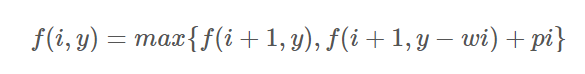 f(i, y) = max{f(i + 1, y), f(i + 1, y − wi) + pi}